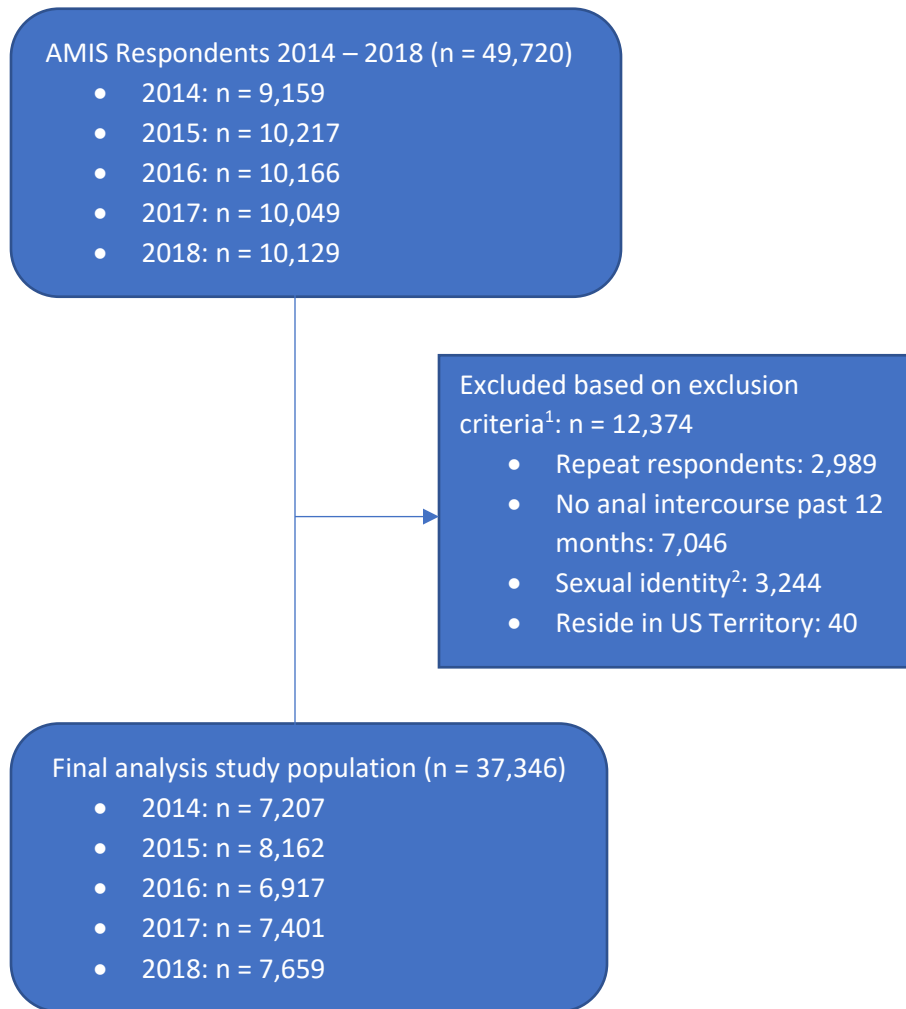 AMIS Respondents 2014 – 2018 (n = 49,720)
• 2014: n = 9,159
• 2015: n = 10,217
• 2016: n = 10,166
• 2017: n = 10,049
• 2018: n = 10,129
Excluded based on exclusion
criteria¹: n = 12,374
• Repeat respondents: 2,989
• No anal intercourse past 12
months: 7,046
• Sexual identity²: 3,244
• Reside in US Territory: 40
Final analysis study population (n = 37,346)
• 2014: n = 7,207
• 2015: n = 8,162
• 2016: n = 6,917
• 2017: n = 7,401
• 2018: n = 7,659